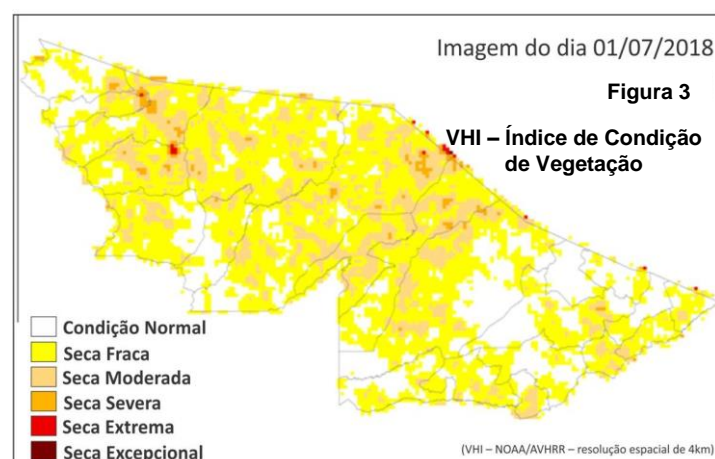 Imagem do dia 01/07/2018
Figura 3
VHI – Índice de Condição
de Vegetação
Condição Normal
Seca Fraca
Seca Moderada
Seca Severa
Seca Extrema
Seca Excepcional
(VHI – NOAA/AVHRR – resolução espacial de 4km)